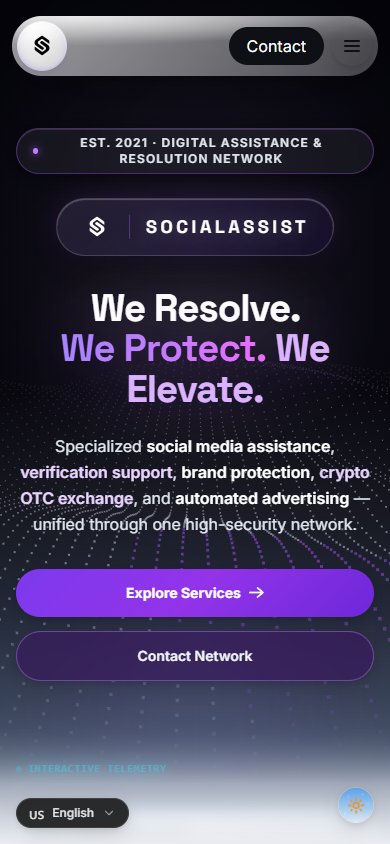 Contact
EST. 2021 · DIGITAL ASSISTANCE &
RESOLUTION NETWORK
SOCIALASSIST
We Resolve.
We Protect. We
Elevate.
Specialized social media assistance,
verification support, brand protection, crypto
OTC exchange, and automated advertising —
unified through one high-security network.
Explore Services →
Contact Network
INTERACTIVE TELEMETRY
US English